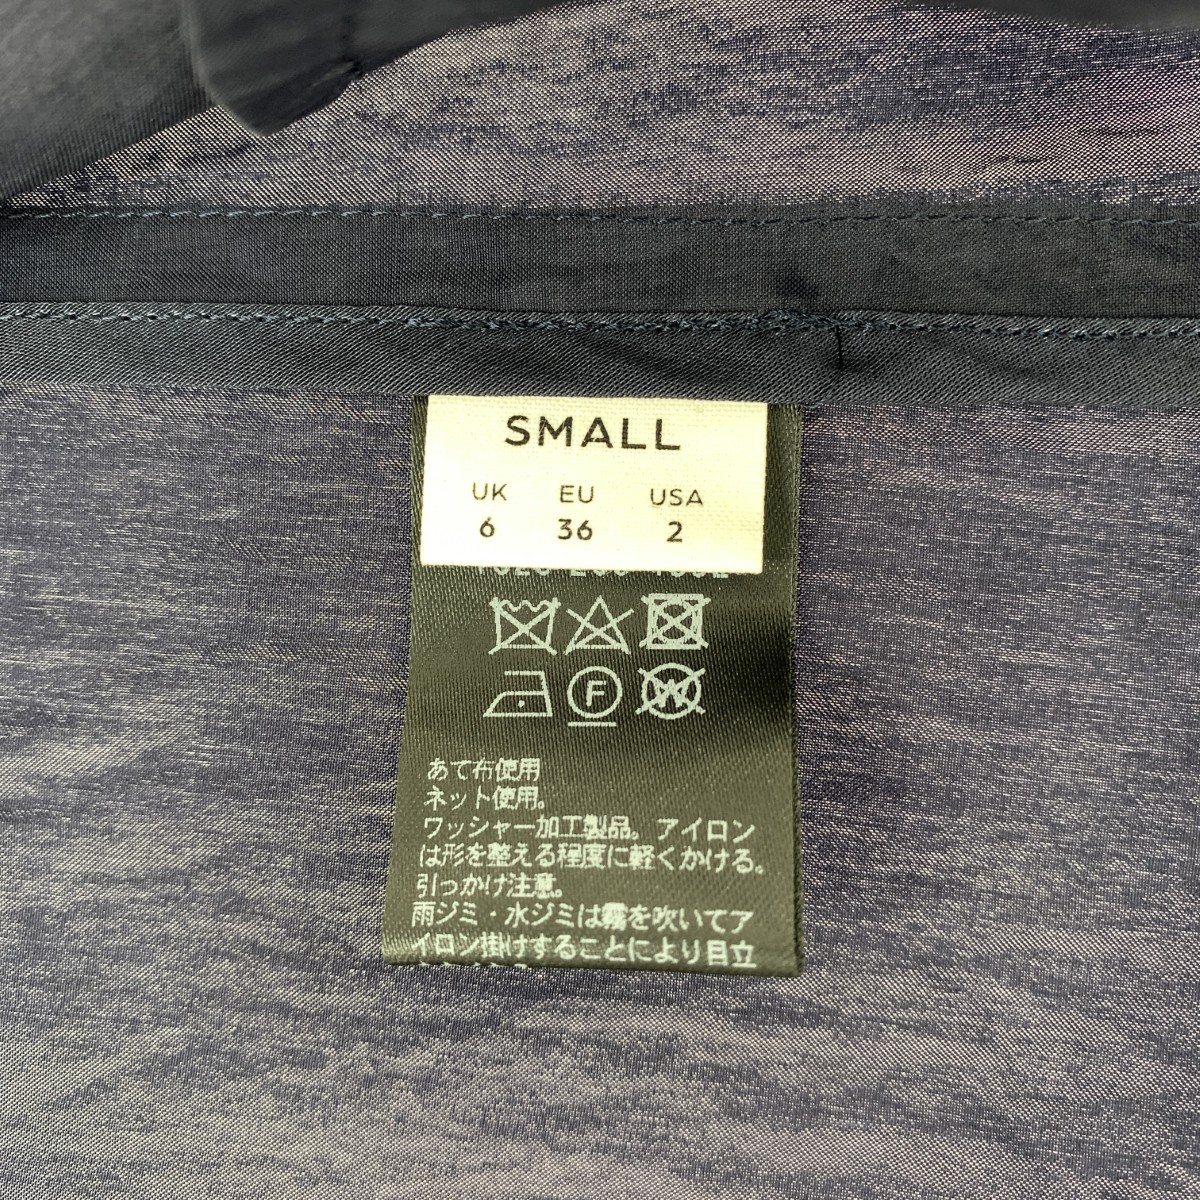 SMALL
UK EU USA
6 36 2
F
W
あて布使用
ネット使用。
ワッシャー加工製品。アイロン
は形を整える程度に軽くかける。
引っかけ注意。
雨ジミ・水ジミは霧を吹いてア
イロン掛けすることにより目立